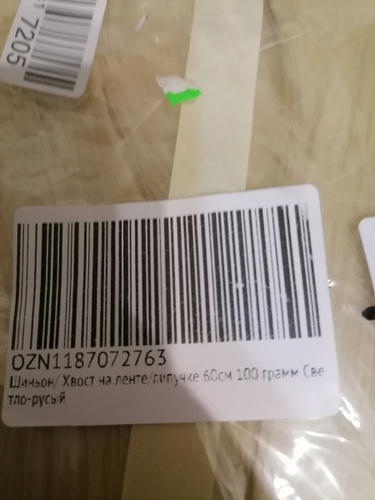 7205
OZN1187072763
Шиньон/ Хвост на ленте/липучке 60см 100 грамм Све
тло-русый